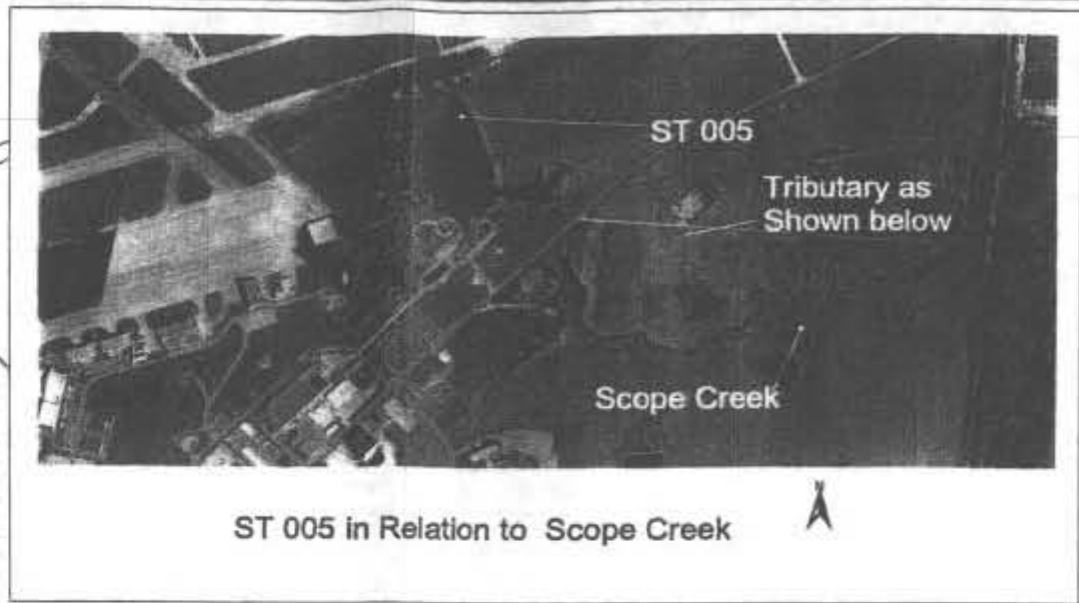 ST 005
Tributary as
Shown below
Scope Creek
N
ST 005 in Relation to Scope Creek